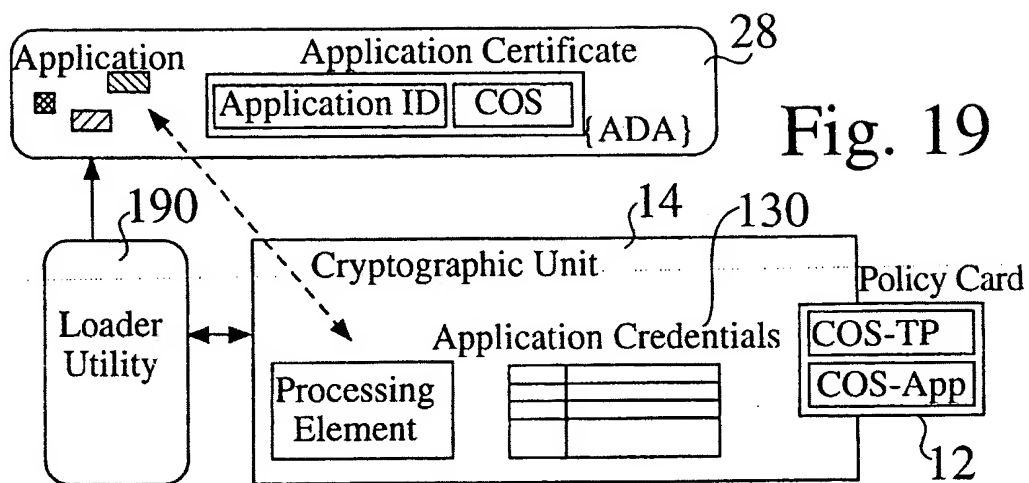 28
Application
Application Certificate
Application ID
COS
{ADA}
Fig. 19
190
14
130
Cryptographic Unit
Policy Card
Loader
Utility
Application Credentials
COS-TP
COS-App
Processing
Element
12